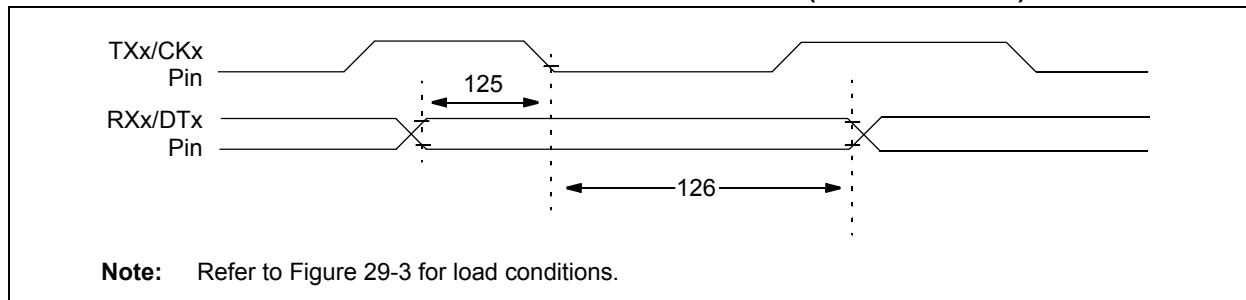 TXx/CKx
Pin
125
RXx/DTx
Pin
126
Note: Refer to Figure 29-3 for load conditions.